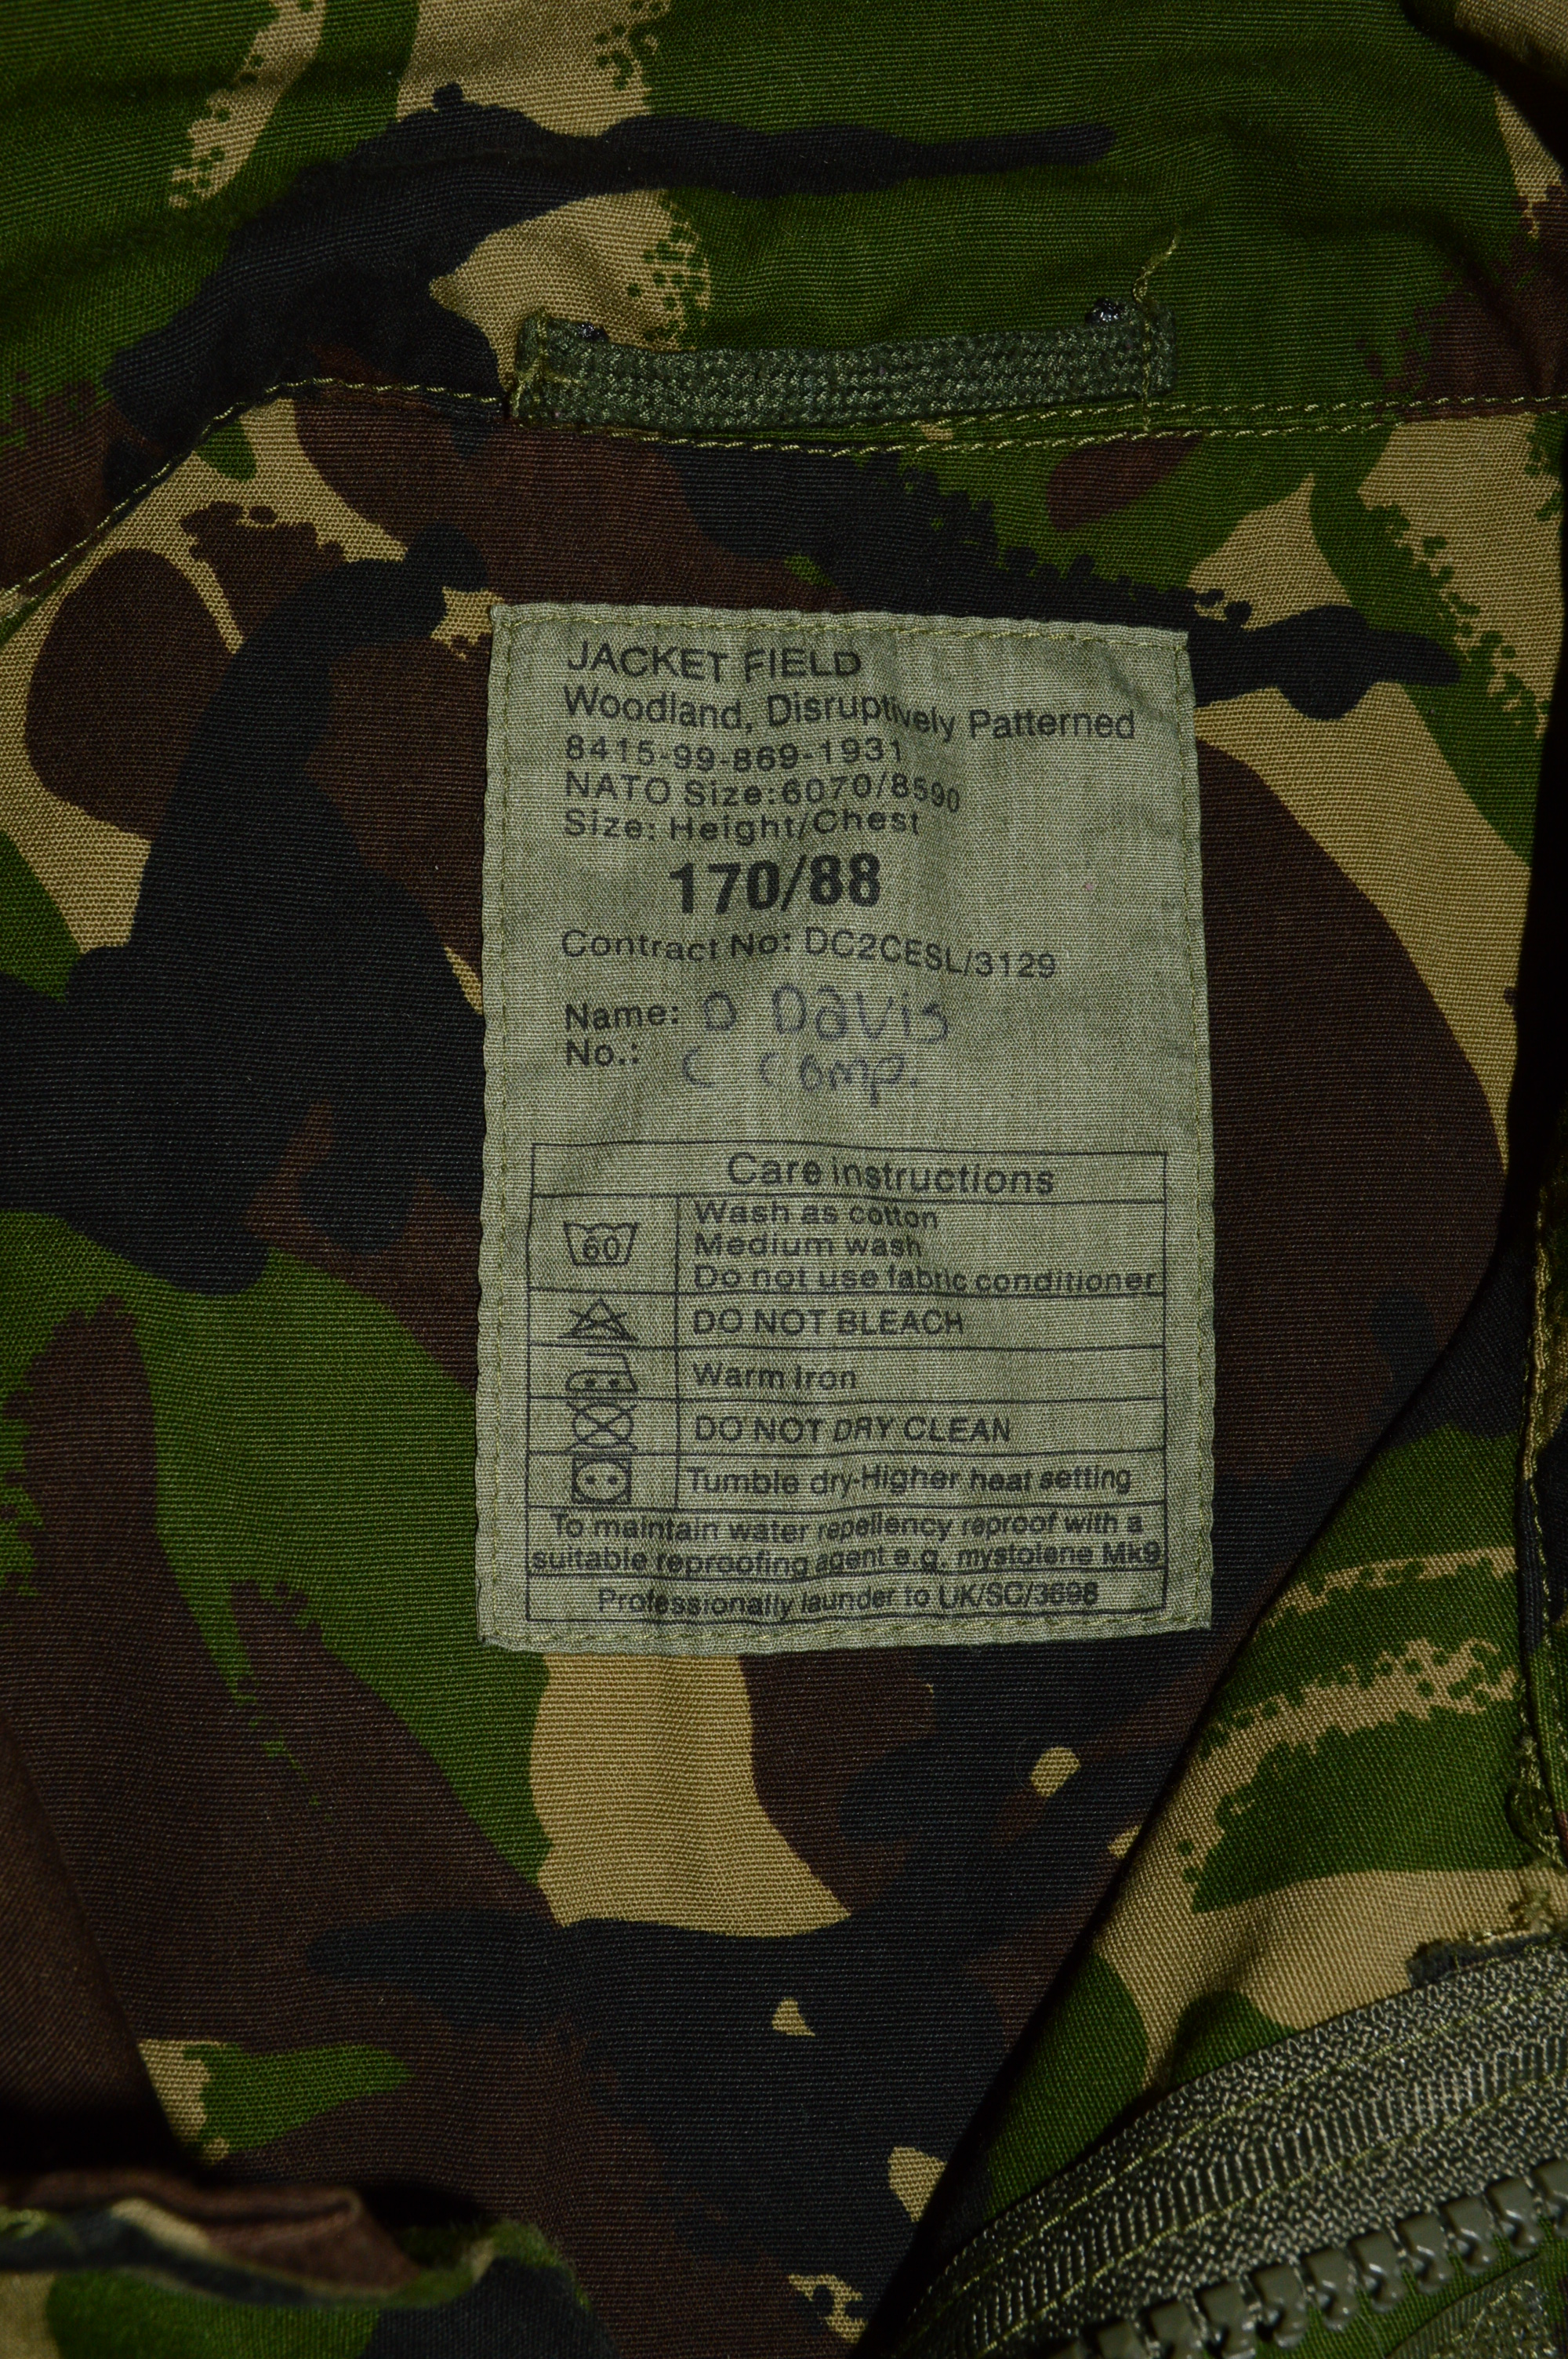 JACKET FIELD
Woodland, Disruptively Patterned
8415-99-869-1931
NATO Size:6070/8590
Size: Height/Chest
170/88
Contract No: DC2CESL/3129
Name: D Davis
No.: C Comp.
Care instructions
60
Wash as cotton
Medium wash
Do not use fabric conditioner
DO NOT BLEACH
Warm Iron
DO NOT DRY CLEAN
Tumble dry-Higher heat setting
To maintain water repellency reproof with a
suitable reproofing agent e.g. mystolene Mk9
Professionally launder to UK/SC/3698